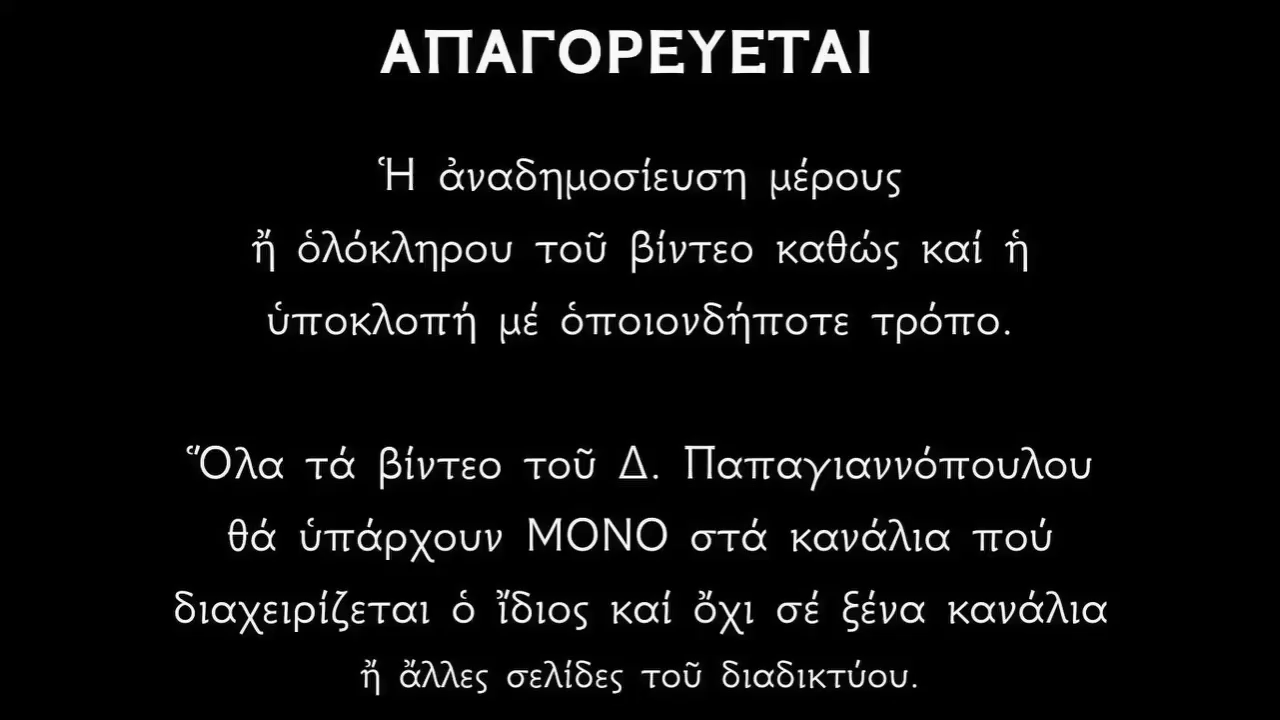 ΑΠΑΓΟΡΕΥΕΤΑΙ
Ἡ ἀναδημοσίευση μέρους
ἤ ὁλόκληρου τοῦ βίντεο καθώς καί ἡ
ὑποκλοπή μέ ὁποιονδήποτε τρόπο.
Ὅλα τά βίντεο τοῦ Δ. Παπαγιαννόπουλου
θά ὑπάρχουν ΜΟΝΟ στά κανάλια πού
διαχειρίζεται ὁ ἴδιος καί ὄχι σέ ξένα κανάλια
ἤ ἄλλες σελίδες τοῦ διαδικτύου.